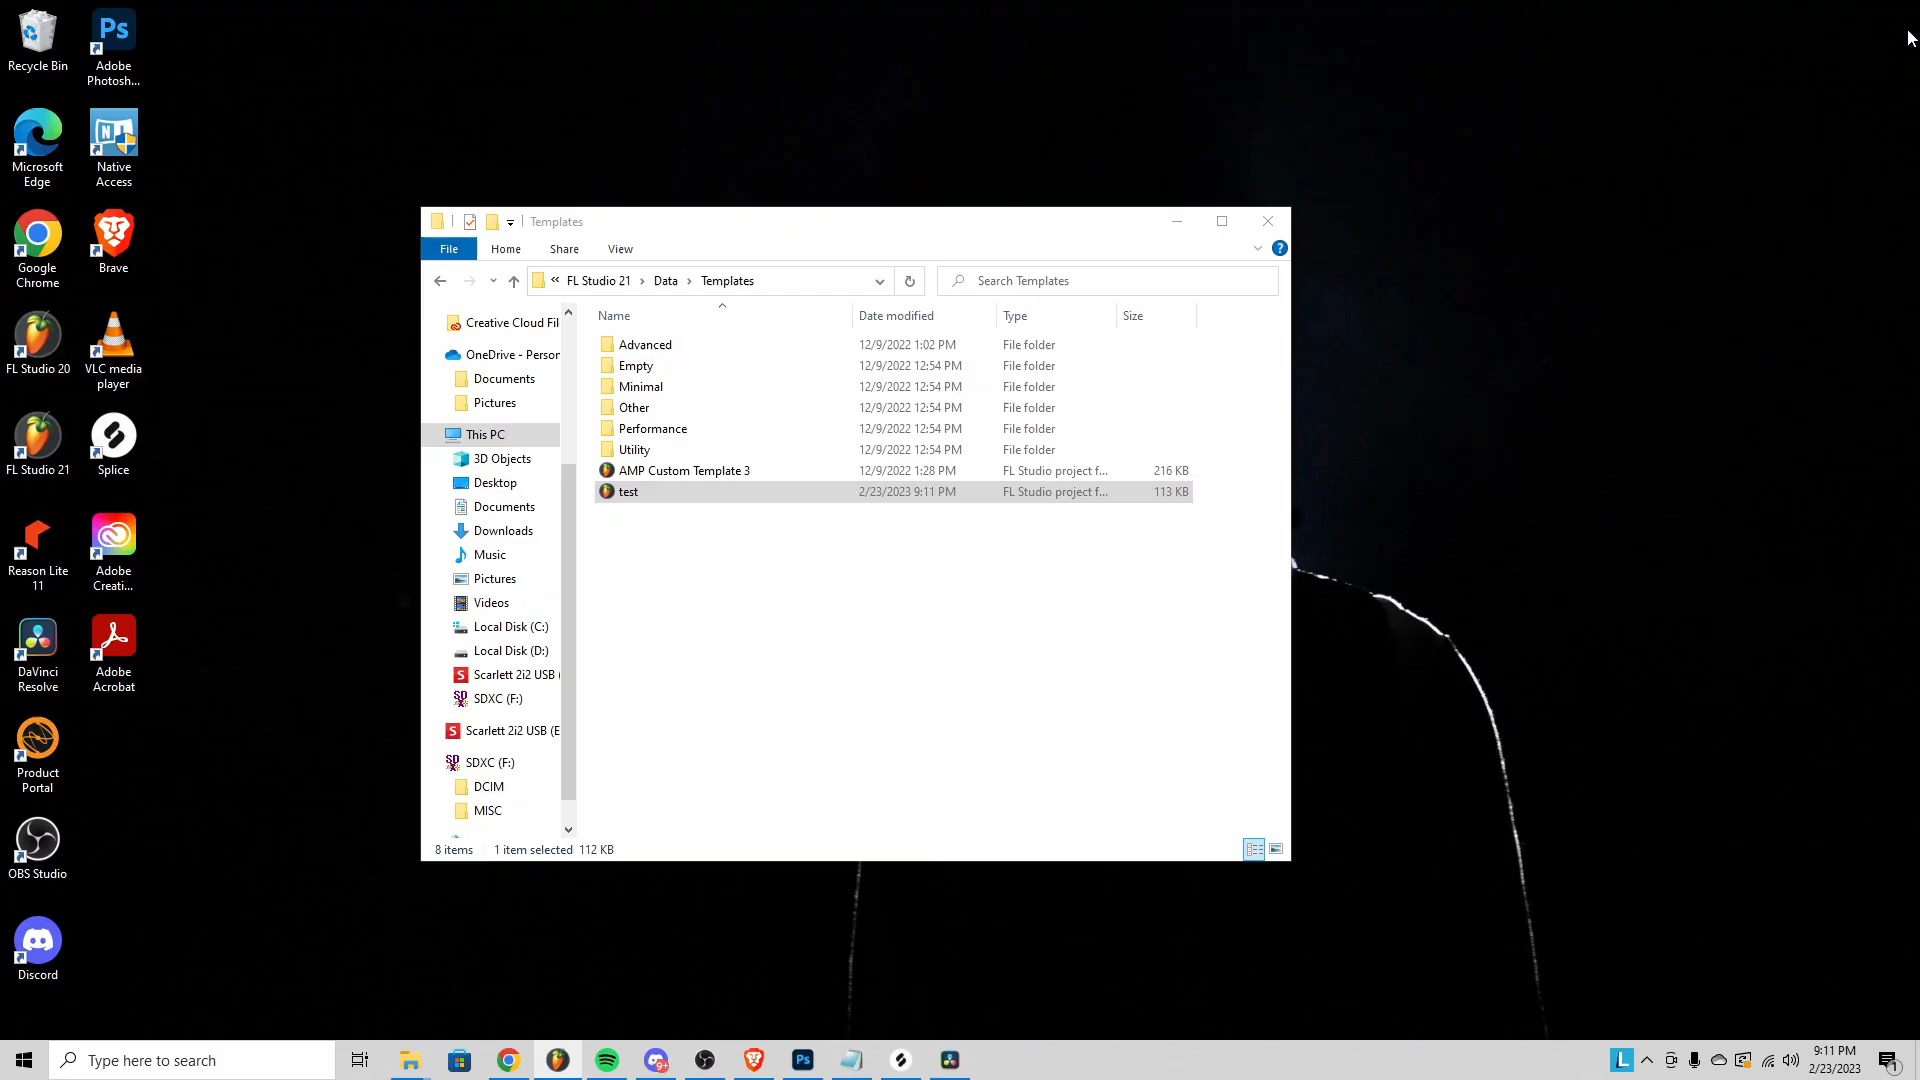 Recycle Bin
Adobe
Photosh...
Microsoft
Edge
Native
Access
Google
Chrome
Brave
FL Studio 20
VLC media
player
FL Studio 21
Splice
Reason Lite
11
Adobe
Creati...
DaVinci
Resolve
Adobe
Acrobat
Product
Portal
OBS Studio
Discord
Templates
File Home Share View
« FL Studio 21 › Data › Templates
Search Templates
Name Date modified Type Size
Advanced 12/9/2022 1:02 PM File folder
Empty 12/9/2022 12:54 PM File folder
Minimal 12/9/2022 12:54 PM File folder
Other 12/9/2022 12:54 PM File folder
Performance 12/9/2022 12:54 PM File folder
Utility 12/9/2022 12:54 PM File folder
AMP Custom Template 3 12/9/2022 1:28 PM FL Studio project f... 216 KB
test 2/23/2023 9:11 PM FL Studio project f... 113 KB
Creative Cloud Fil
OneDrive - Person
Documents
Pictures
This PC
3D Objects
Desktop
Documents
Downloads
Music
Pictures
Videos
Local Disk (C:)
Local Disk (D:)
Scarlett 2i2 USB (
SDXC (F:)
Scarlett 2i2 USB (E
SDXC (F:)
DCIM
MISC
8 items 1 item selected 112 KB
Type here to search
9:11 PM
2/23/2023